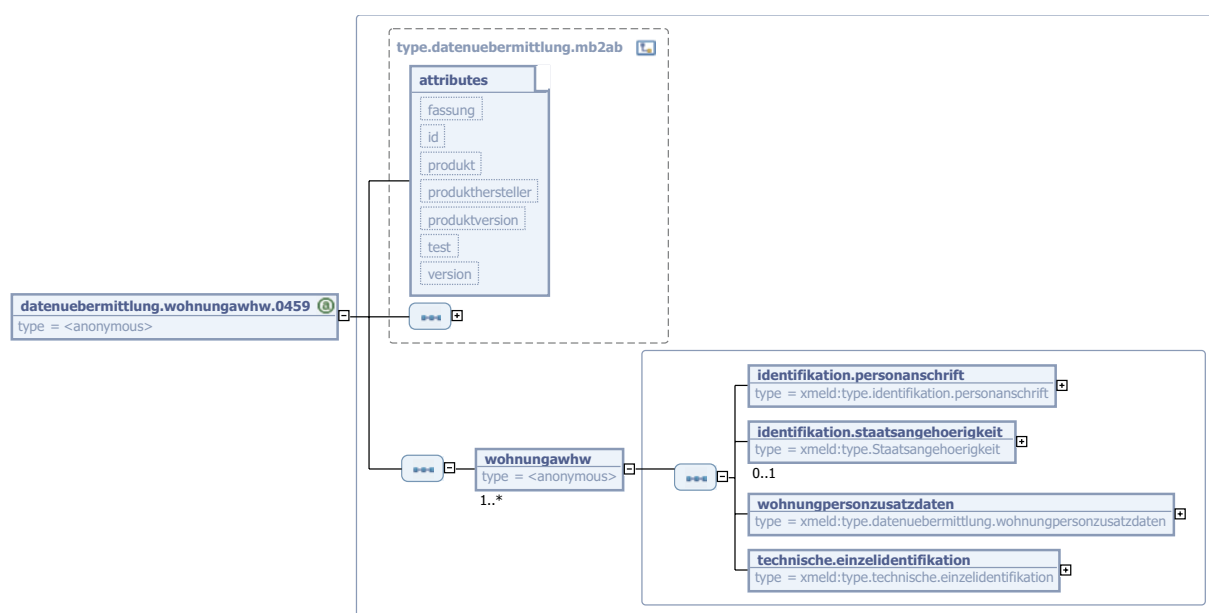 type.datenuebermittlung.mb2ab
attributes
fassung
id
produkt
produkthersteller
produktversion
test
version
datenuebermittlung.wohnungawhw.0459
type = <anonymous>
wohnungawhw
type = <anonymous>
1..*
identifikation.personanschrift
type = xmeld:type.identifikation.personanschrift
identifikation.staatsangehoerigkeit
type = xmeld:type.Staatsangehoerigkeit
0..1
wohnungpersonzusatzdaten
type = xmeld:type.datenuebermittlung.wohnungpersonzusatzdaten
technische.einzelidentifikation
type = xmeld:type.technische.einzelidentifikation